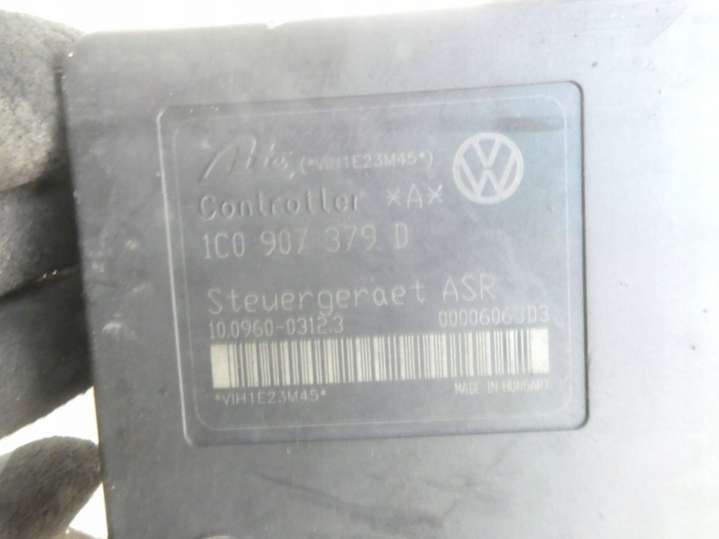 Ate (*VIH1E23M45*)
Controller *A*
1C0 907 379 D
Steuergeraet ASR
10.0960-0312.3 00006063D3
*VIH1E23M45* MADE IN HUNGARY